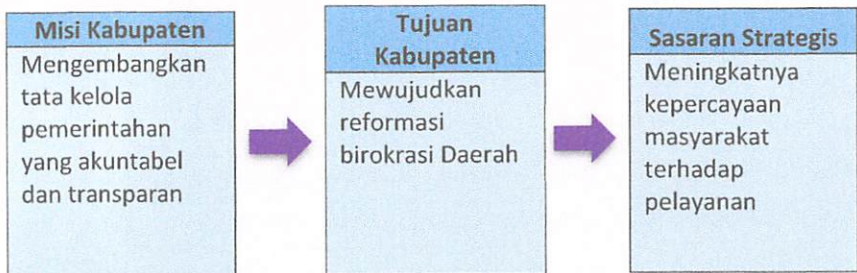 Misi Kabupaten
Mengembangkan
tata kelola
pemerintahan
yang akuntabel
dan transparan
Tujuan
Kabupaten
Mewujudkan
reformasi
birokrasi Daerah
Sasaran Strategis
Meningkatnya
kepercayaan
masyarakat
terhadap
pelayanan